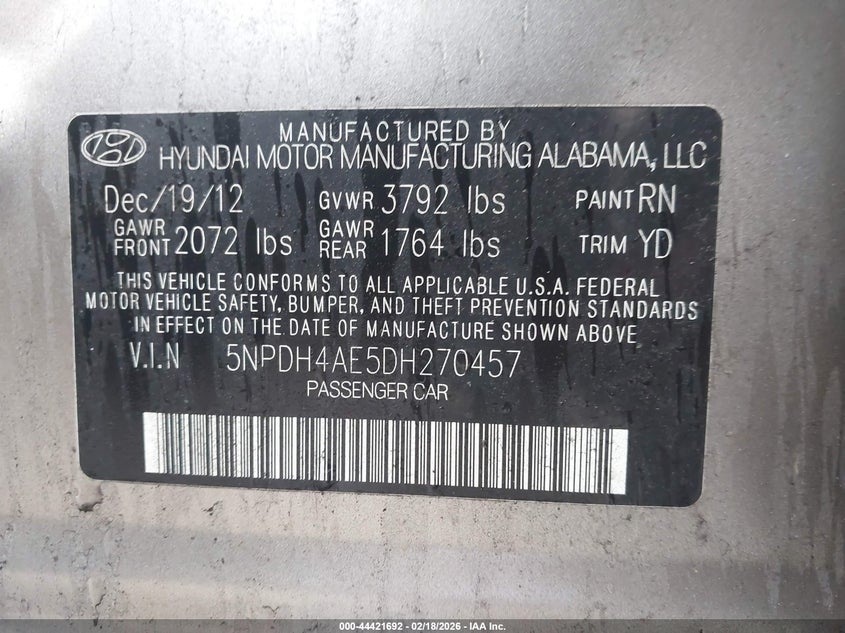 MANUFACTURED BY
HYUNDAI MOTOR MANUFACTURING ALABAMA, LLC
Dec/19/12 GVWR 3792 lbs PAINT RN
GAWR FRONT 2072 lbs GAWR REAR 1764 lbs TRIM YD
THIS VEHICLE CONFORMS TO ALL APPLICABLE U.S.A. FEDERAL
MOTOR VEHICLE SAFETY, BUMPER, AND THEFT PREVENTION STANDARDS
IN EFFECT ON THE DATE OF MANUFACTURE SHOWN ABOVE
V.I.N 5NPDH4AE5DH270457
PASSENGER CAR
000-44421692 - 02/18/2026 - IAA Inc.